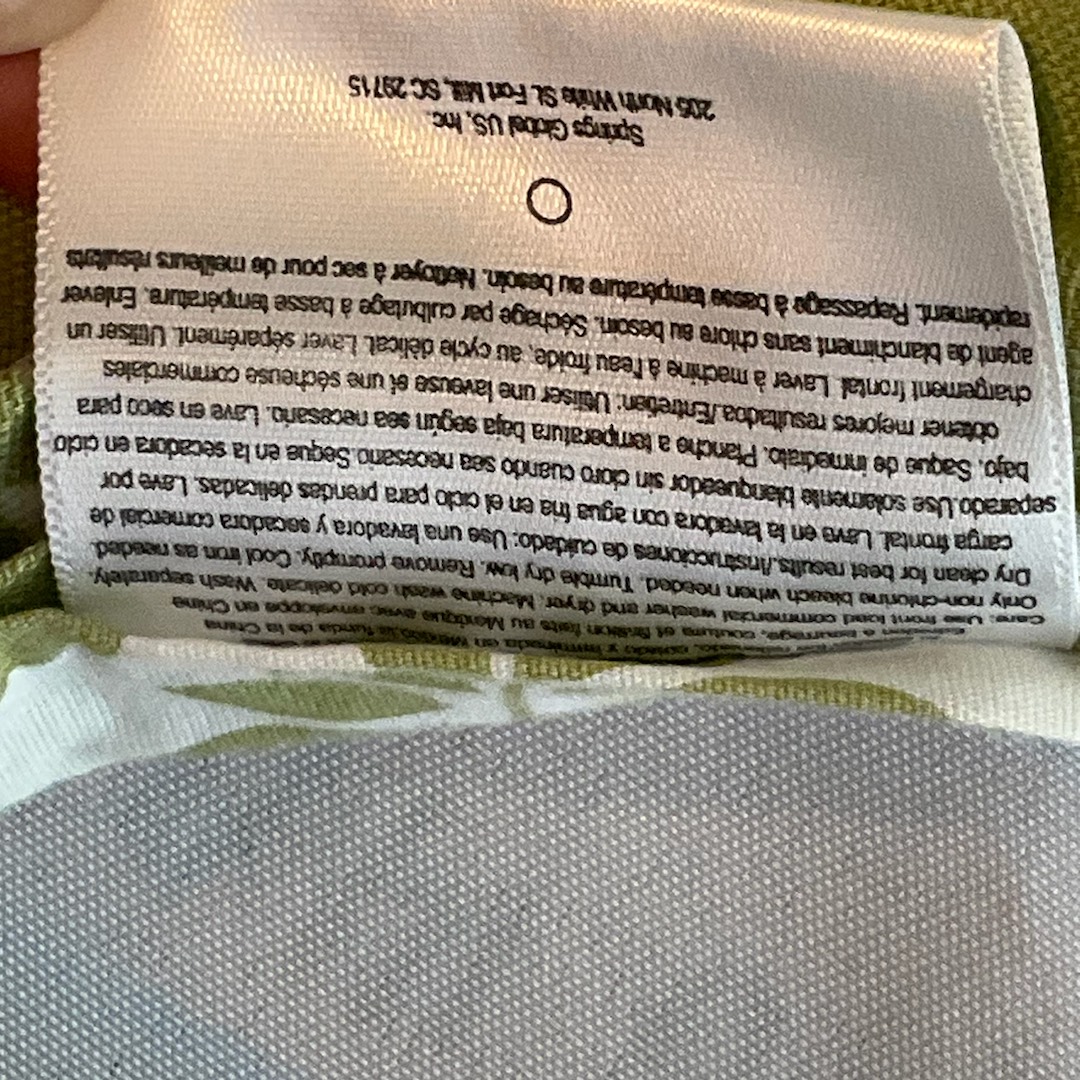 Care: Use front load commercial washer and dryer. Machine wash cold delicate. Wash separately.
Only non-chlorine bleach when needed. Tumble dry low. Remove promptly. Cool iron as needed.
Dry clean for best results./Instrucciones de cuidado: Use una lavadora y secadora comercial de
carga frontal. Lave en la lavadora con agua fria en el ciclo para prendas delicadas. Lave por
separado.Use solamente blanqueador sin cloro cuando sea necesario.Seque en la secadora en ciclo
bajo. Saque de inmediato. Planche a temperatura baja según sea necesario. Lave en seco para
obtener mejores resultados./Entretien: Utiliser une laveuse et une sécheuse commerciales
chargement frontal. Laver à machine à l'eau froide, au cycle délicat. Laver séparément. Utiliser un
agent de blanchiment sans chlore au besoin. Séchage par culbutage à basse température. Enlever
rapidement. Repassage à basse température au besoin. Nettoyer à sec pour de meilleurs résultats
Springs Global US, Inc.
205 North White St. Fort Mill, SC 29715